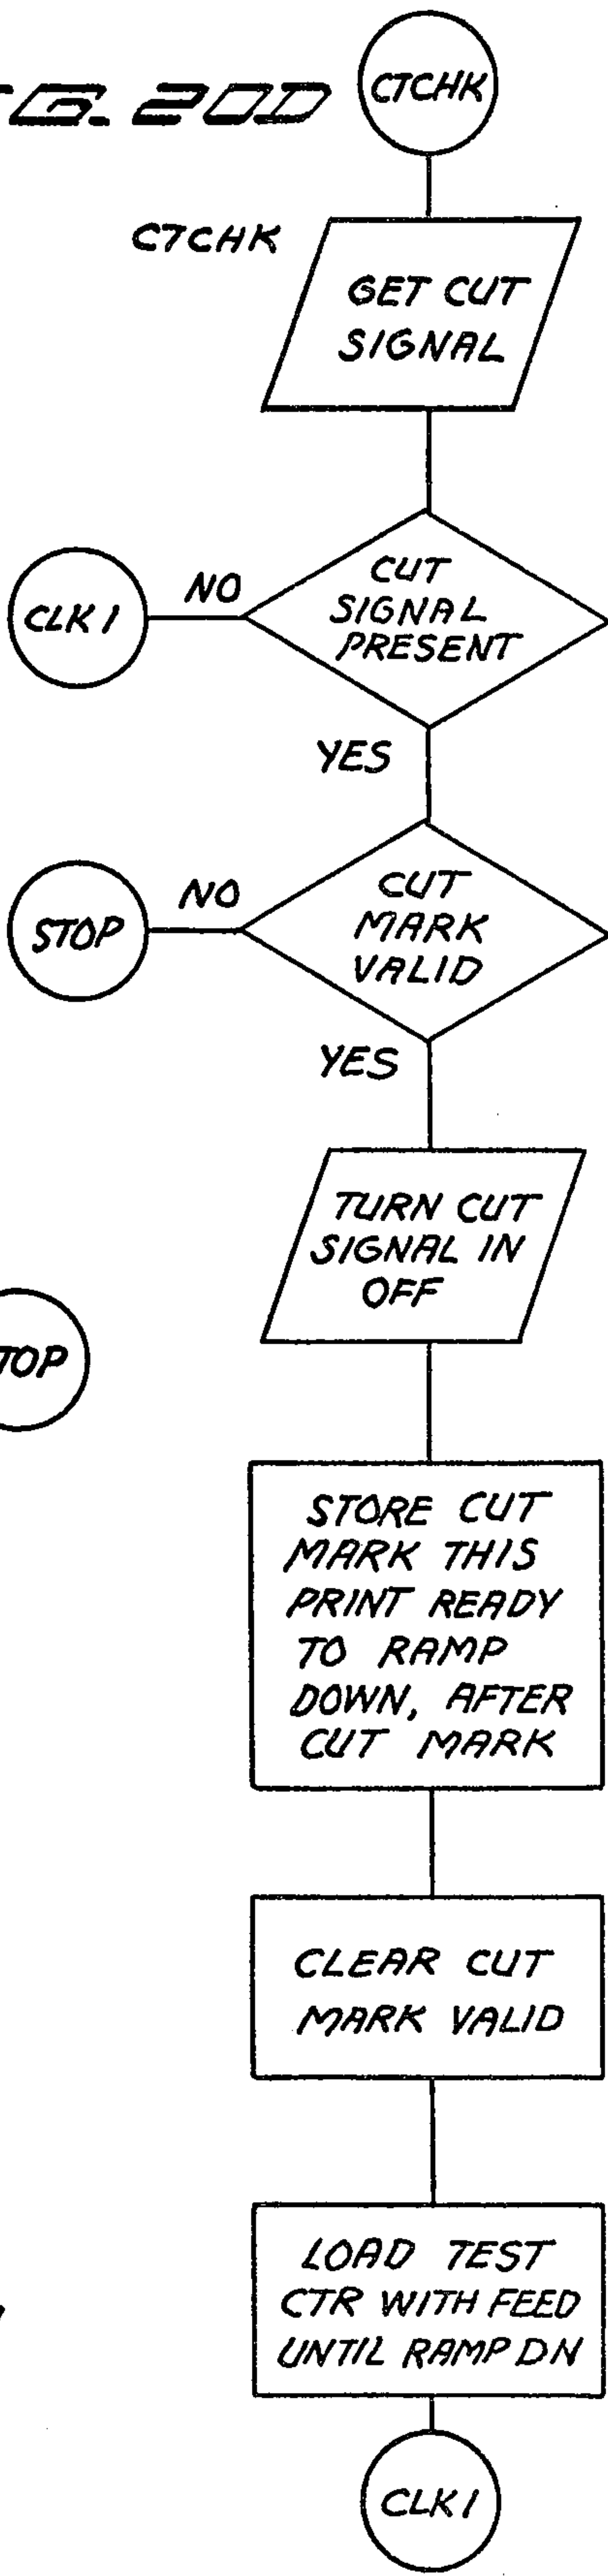 G. 20D
CTCHK
CTCHK
GET CUT
SIGNAL
CUT
SIGNAL
PRESENT
NO
CLK1
YES
CUT
MARK
VALID
NO
STOP
YES
TURN CUT
SIGNAL IN
OFF
TOP
STORE CUT
MARK THIS
PRINT READY
TO RAMP
DOWN, AFTER
CUT MARK
CLEAR CUT
MARK VALID
LOAD TEST
CTR WITH FEED
UNTIL RAMP DN
CLK1